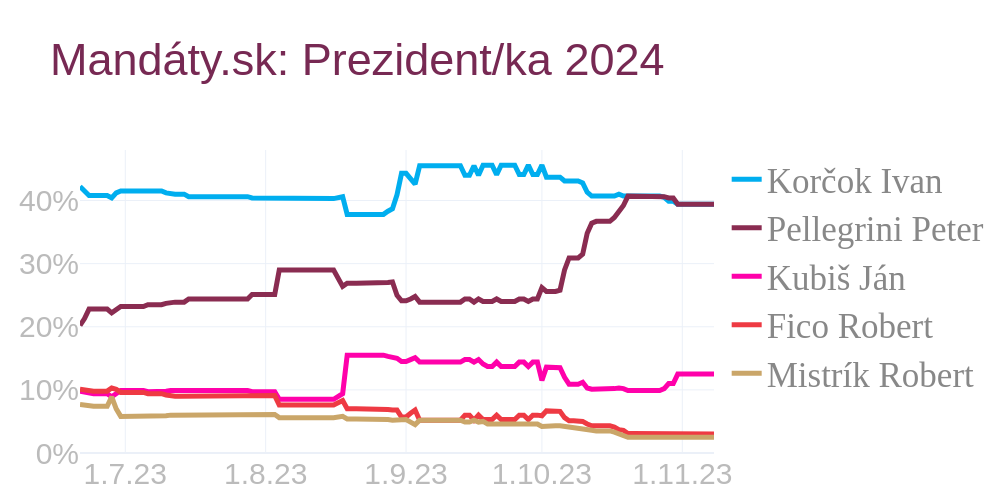 Mandáty.sk: Prezident/ka 2024
40%
30%
20%
10%
0%
1.7.23
1.8.23
1.9.23
1.10.23
1.11.23
Korčok Ivan
Pellegrini Peter
Kubiš Ján
Fico Robert
Mistrík Robert